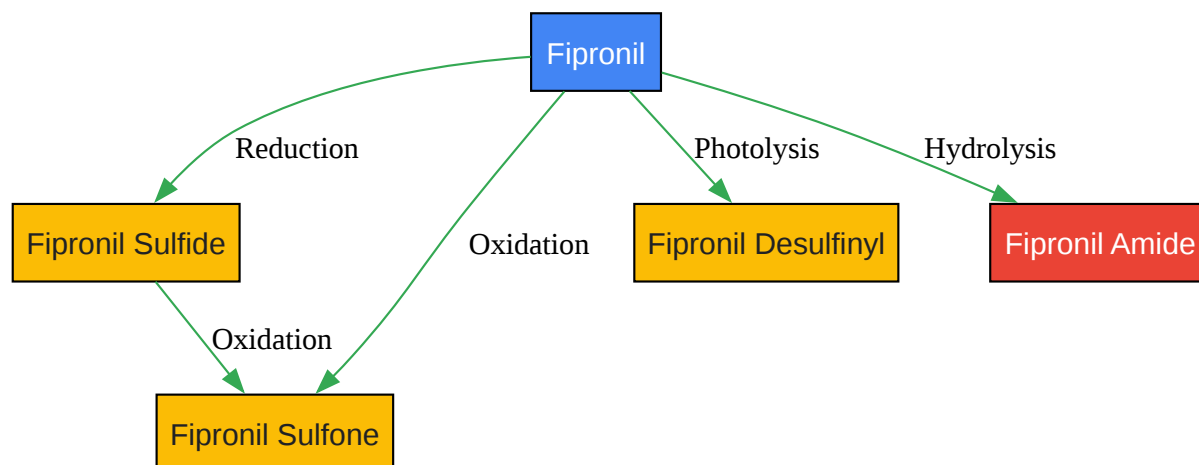 Fipronil
Reduction
Photolysis
Hydrolysis
Fipronil Sulfide
Oxidation
Fipronil Desulfinyl
Fipronil Amide
Oxidation
Fipronil Sulfone